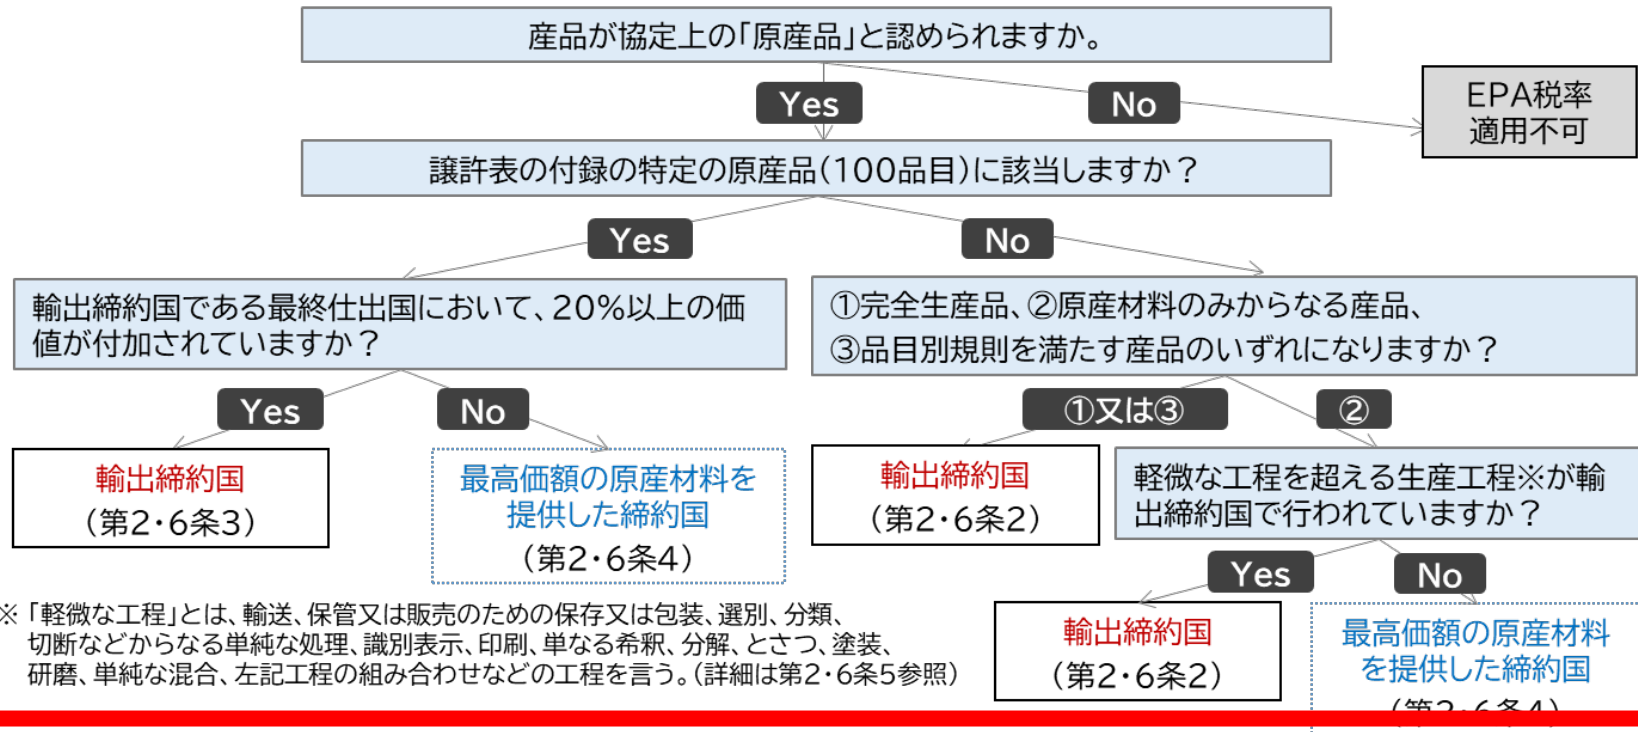 産品が協定上の「原産品」と認められますか。
Yes
No
EPA税率
適用不可
譲許表の付録の特定の原産品(100品目)に該当しますか？
Yes
No
輸出締約国である最終仕出国において、20%以上の価
値が付加されていますか？
①完全生産品、②原産材料のみからなる産品、
③品目別規則を満たす産品のいずれになりますか？
Yes
No
①又は③
②
輸出締約国
(第2・6条3)
最高価額の原産材料を
提供した締約国
(第2・6条4)
輸出締約国
(第2・6条2)
軽微な工程を超える生産工程※が輸
出締約国で行われていますか？
Yes
No
輸出締約国
(第2・6条2)
最高価額の原産材料
を提供した締約国
(第2・6条4)
※「軽微な工程」とは、輸送、保管又は販売のための保存又は包装、選別、分類、
切断などからなる単純な処理、識別表示、印刷、単なる希釈、分解、とさつ、塗装、
研磨、単純な混合、左記工程の組み合わせなどの工程を言う。(詳細は第2・6条5参照)